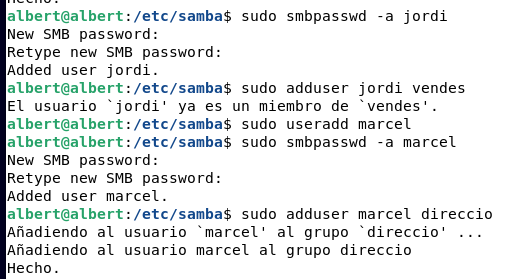 Hecho.
albert@albert:/etc/samba$ sudo smbpasswd -a jordi
New SMB password:
Retype new SMB password:
Added user jordi.
albert@albert:/etc/samba$ sudo adduser jordi vendes
El usuario `jordi' ya es un miembro de `vendes'.
albert@albert:/etc/samba$ sudo useradd marcel
albert@albert:/etc/samba$ sudo smbpasswd -a marcel
New SMB password:
Retype new SMB password:
Added user marcel.
albert@albert:/etc/samba$ sudo adduser marcel direccio
Añadiendo al usuario `marcel' al grupo `direccio' ...
Añadiendo al usuario marcel al grupo direccio
Hecho.